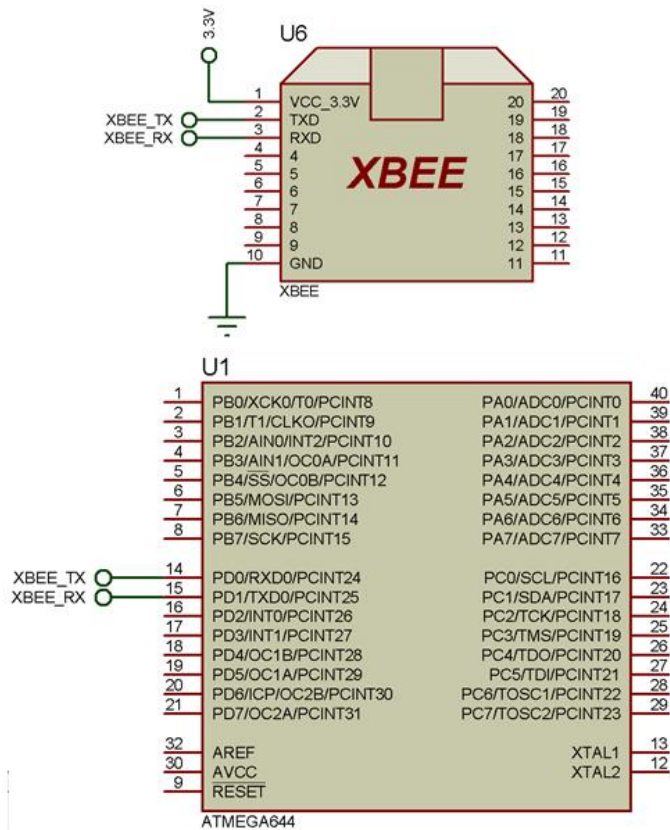 3.3V
U6
1 VCC_3.3V 20 20
XBEE_TX 2 TXD 19 19
XBEE_RX 3 RXD 18 18
4 4 17 17
5 5 16 16
6 6 15 15
7 7 14 14
8 8 13 13
9 9 12 12
10 GND 11 11
XBEE
XBEE
U1
1 PB0/XCK0/T0/PCINT8 PA0/ADC0/PCINT0 40
2 PB1/T1/CLKO/PCINT9 PA1/ADC1/PCINT1 39
3 PB2/AIN0/INT2/PCINT10 PA2/ADC2/PCINT2 38
4 PB3/AIN1/OC0A/PCINT11 PA3/ADC3/PCINT3 37
5 PB4/SS/OC0B/PCINT12 PA4/ADC4/PCINT4 36
6 PB5/MOSI/PCINT13 PA5/ADC5/PCINT5 35
7 PB6/MISO/PCINT14 PA6/ADC6/PCINT6 34
8 PB7/SCK/PCINT15 PA7/ADC7/PCINT7 33
XBEE_TX 14 PD0/RXD0/PCINT24 PC0/SCL/PCINT16 22
XBEE_RX 15 PD1/TXD0/PCINT25 PC1/SDA/PCINT17 23
16 PD2/INT0/PCINT26 PC2/TCK/PCINT18 24
17 PD3/INT1/PCINT27 PC3/TMS/PCINT19 25
18 PD4/OC1B/PCINT28 PC4/TDO/PCINT20 26
19 PD5/OC1A/PCINT29 PC5/TDI/PCINT21 27
20 PD6/ICP/OC2B/PCINT30 PC6/TOSC1/PCINT22 28
21 PD7/OC2A/PCINT31 PC7/TOSC2/PCINT23 29
32 AREF XTAL1 13
30 AVCC XTAL2 12
9 RESET
ATMEGA644